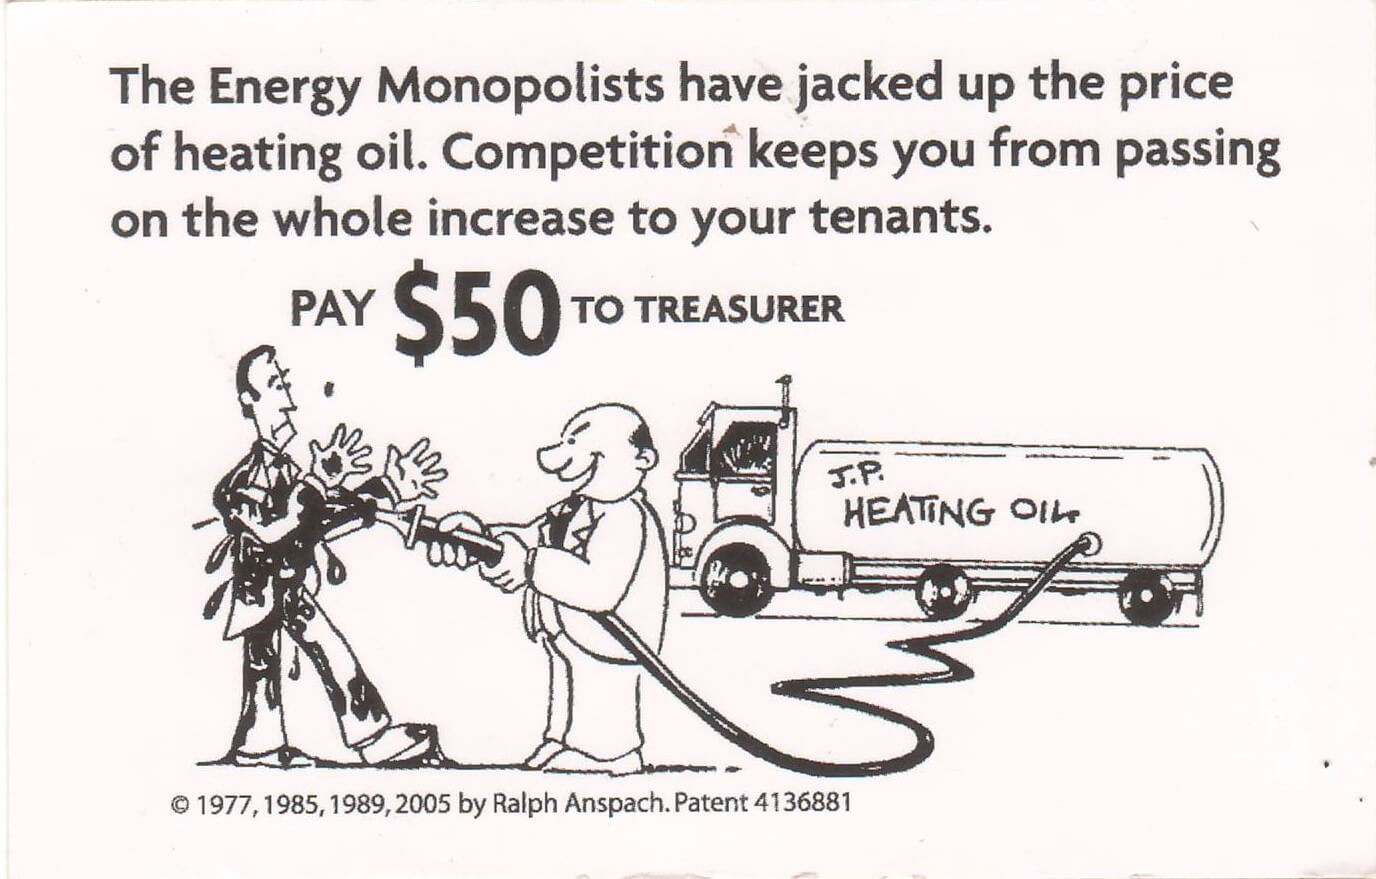 The Energy Monopolists have jacked up the price
of heating oil. Competition keeps you from passing
on the whole increase to your tenants.
PAY $50 TO TREASURER
J.P.
HEATING OIL
© 1977, 1985, 1989, 2005 by Ralph Anspach. Patent 4136881